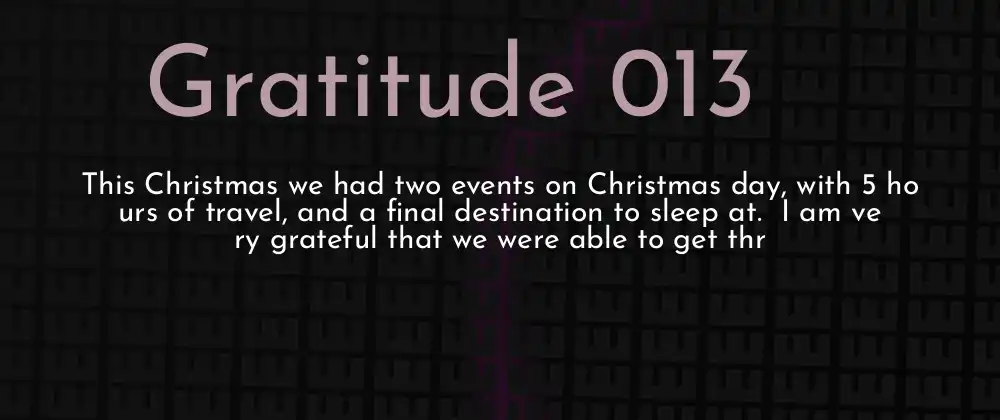 Gratitude 013
This Christmas we had two events on Christmas day, with 5 ho
urs of travel, and a final destination to sleep at.  I am ve
ry grateful that we were able to get thr